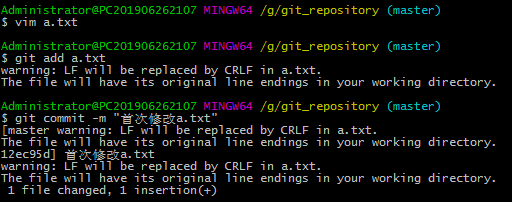 Administrator@PC201906262107 MINGW64 /g/git_repository (master)
$ vim a.txt
Administrator@PC201906262107 MINGW64 /g/git_repository (master)
$ git add a.txt
warning: LF will be replaced by CRLF in a.txt.
The file will have its original line endings in your working directory.
Administrator@PC201906262107 MINGW64 /g/git_repository (master)
$ git commit -m "首次修改a.txt"
[master warning: LF will be replaced by CRLF in a.txt.
The file will have its original line endings in your working directory.
12ec95d] 首次修改a.txt
warning: LF will be replaced by CRLF in a.txt.
The file will have its original line endings in your working directory.
 1 file changed, 1 insertion(+)